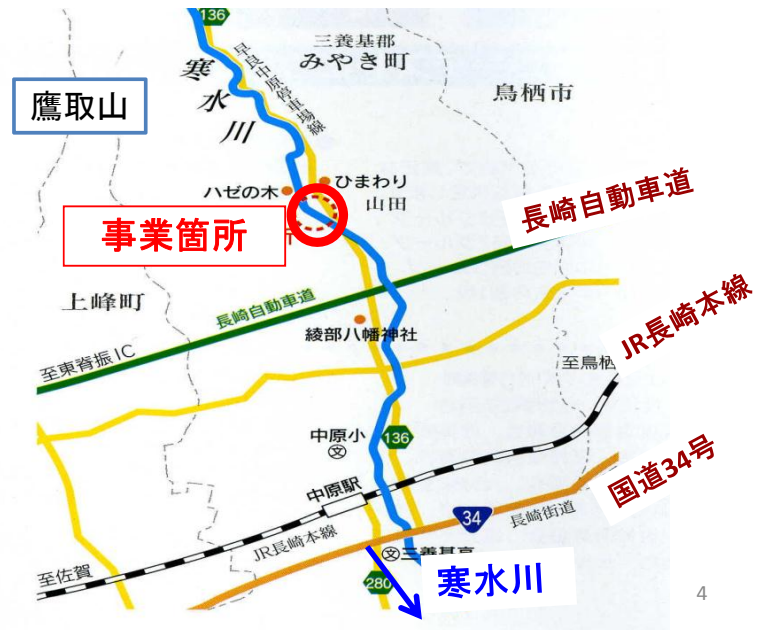 136
三養基郡
みやき町
早良中原停車場線
寒水川
鷹取山
鳥栖市
ハゼの木
ひまわり
山田
長崎自動車道
事業箇所
上峰町
長崎自動車道
綾部八幡神社
JR長崎本線
至東脊振IC
至鳥栖
中原小
文
136
中原駅
国道34号
34
長崎街道
JR長崎本線
文三養基高
至佐賀
280
寒水川
4